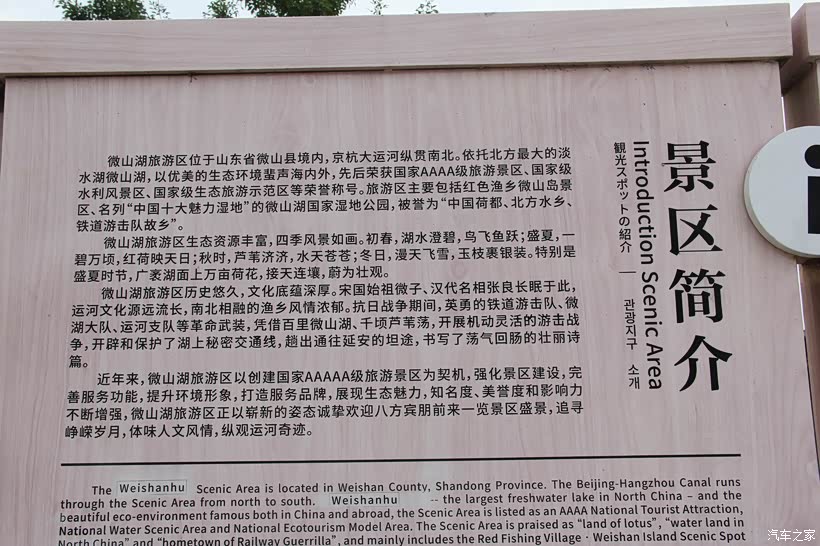 景区简介
Introduction Scenic Area
観光スポットの紹介 — 관광지구 소개
微山湖旅游区位于山东省微山县境内，京杭大运河纵贯南北。依托北方最大的淡
水湖微山湖，以优美的生态环境蜚声海内外，先后荣获国家AAAA级旅游景区、国家级
水利风景区、国家级生态旅游示范区等荣誉称号。旅游区主要包括红色渔乡微山岛景
区、名列“中国十大魅力湿地”的微山湖国家湿地公园，被誉为“中国荷都、北方水乡、
铁道游击队故乡”。
微山湖旅游区生态资源丰富，四季风景如画。初春，湖水澄碧，鸟飞鱼跃；盛夏，一
碧万顷，红荷映天日；秋时，芦苇济济，水天苍苍；冬日，漫天飞雪，玉枝裹银装。特别是
盛夏时节，广袤湖面上万亩荷花，接天连壤，蔚为壮观。
微山湖旅游区历史悠久，文化底蕴深厚。宋国始祖微子、汉代名相张良长眠于此，
运河文化源远流长，南北相融的渔乡风情浓郁。抗日战争期间，英勇的铁道游击队、微
湖大队、运河支队等革命武装，凭借百里微山湖、千顷芦苇荡，开展机动灵活的游击战
争，开辟和保护了湖上秘密交通线，趟出通往延安的坦途，书写了荡气回肠的壮丽诗
篇。
近年来，微山湖旅游区以创建国家AAAAA级旅游景区为契机，强化景区建设，完
善服务功能，提升环境形象，打造服务品牌，展现生态魅力，知名度、美誉度和影响力
不断增强，微山湖旅游区正以崭新的姿态诚挚欢迎八方宾朋前来一览景区盛景，追寻
峥嵘岁月，体味人文风情，纵观运河奇迹。
The Weishanhu Scenic Area is located in Weishan County, Shandong Province. The Beijing-Hangzhou Canal runs
through the Scenic Area from north to south. Weishanhu -- the largest freshwater lake in North China – and the
beautiful eco-environment famous both in China and abroad, the Scenic Area is listed as an AAAA National Tourist Attraction,
National Water Scenic Area and National Ecotourism Model Area. The Scenic Area is praised as “land of lotus”, “water land in
North China” and “hometown of Railway Guerrilla”, and mainly includes the Red Fishing Village · Weishan Island Scenic Spot
i
汽车之家